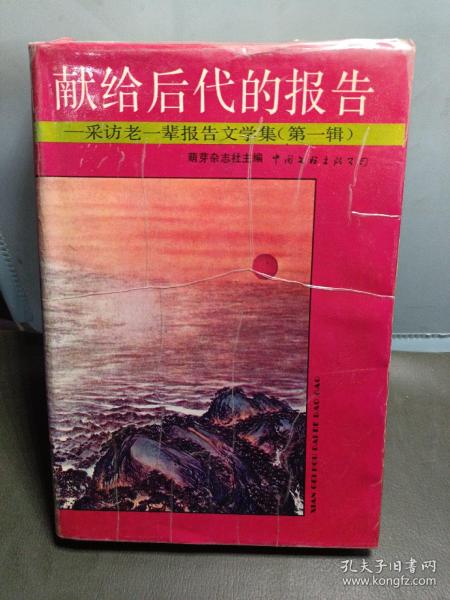 献给后代的报告
—采访老一辈报告文学集(第一辑)
萌芽杂志社主编 中国文联出版公司
XIAN GEI HOU DAI DE BAO GAO
孔夫子旧书网
www.kongfz.com